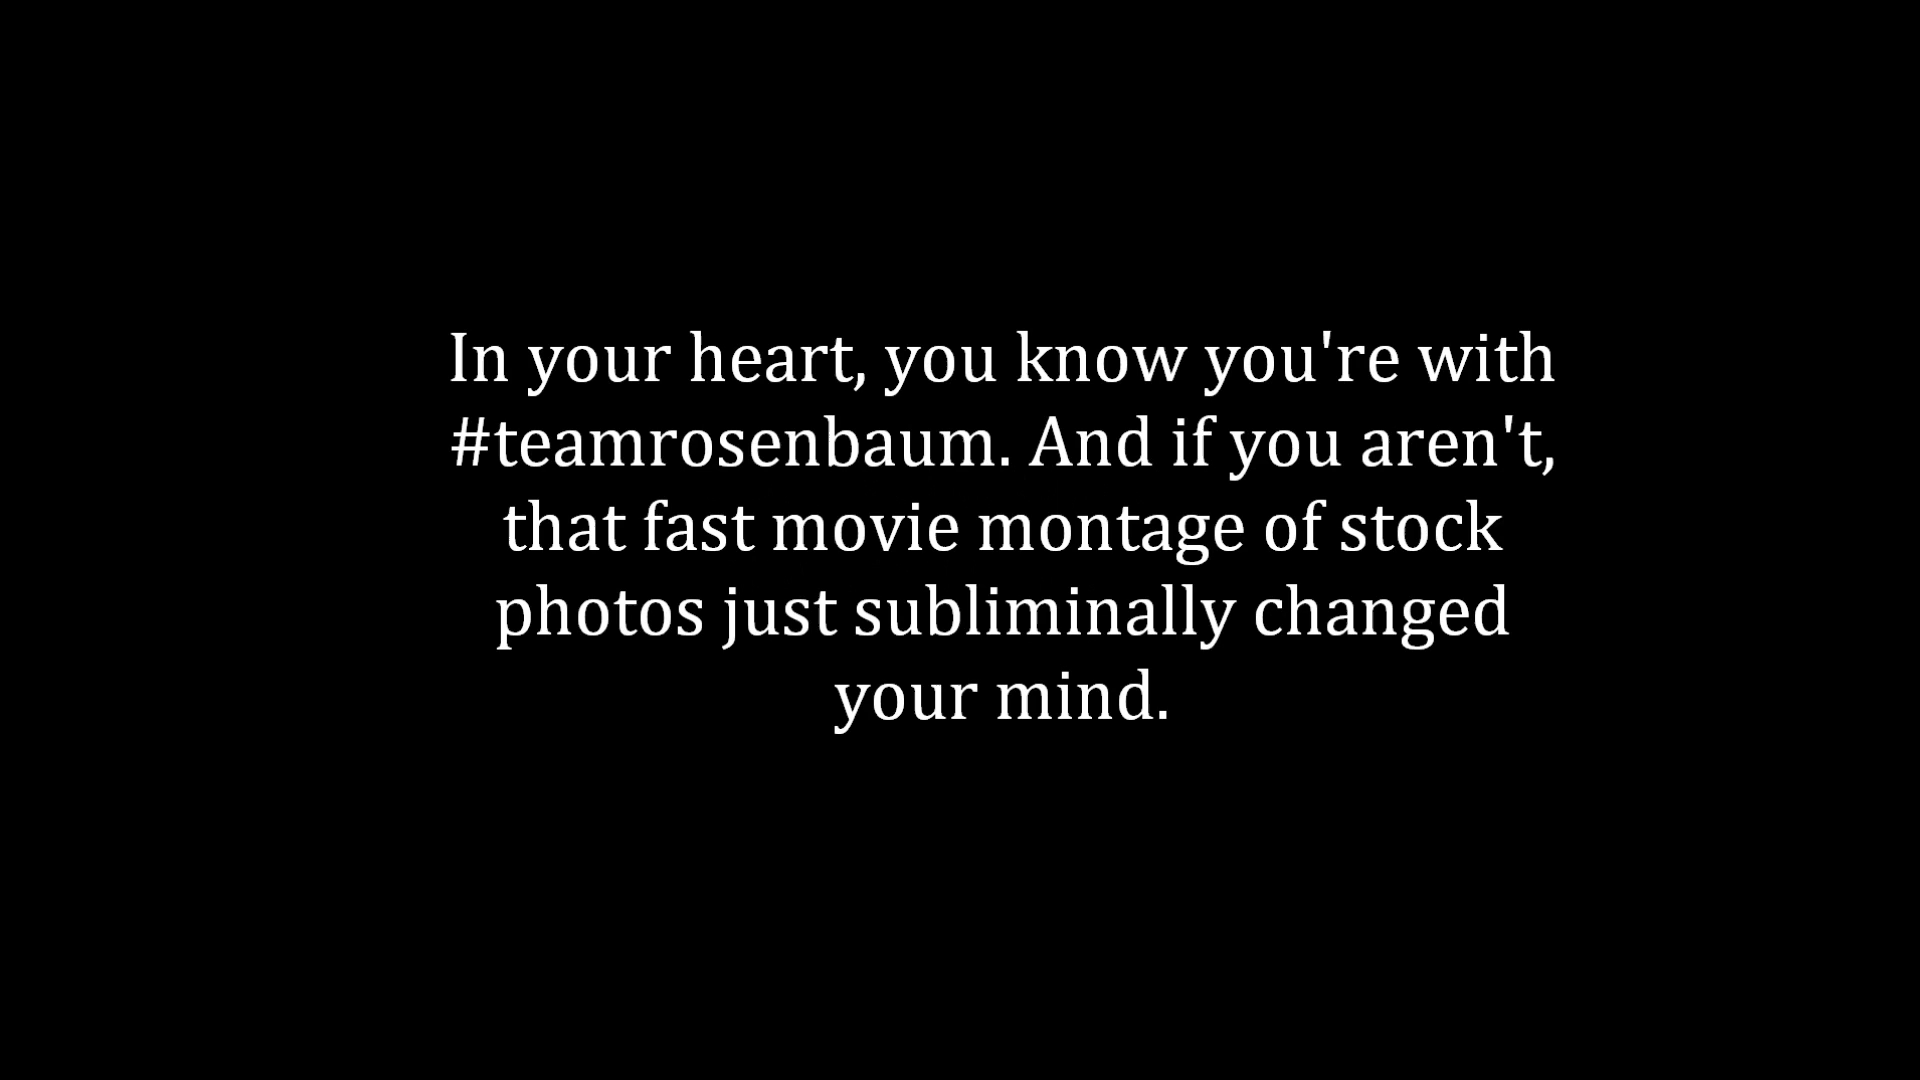 In your heart, you know you're with
#teamrosenbaum. And if you aren't,
that fast movie montage of stock
photos just subliminally changed
your mind.